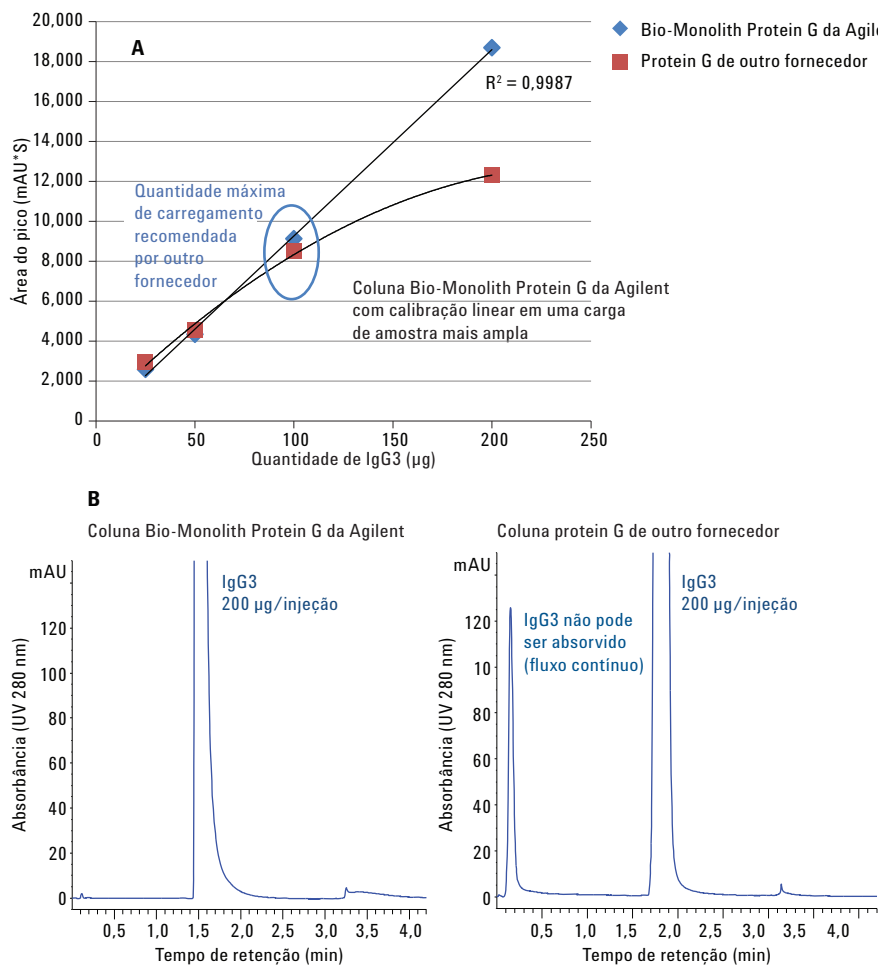 A
Bio-Monolith Protein G da Agile
Protein G de outro fornecedor
R² = 0,9987
Área do pico (mAU*S)
20,000
18,000
16,000
14,000
12,000
10,000
8,000
6,000
4,000
2,000
0
Quantidade máxima
de carregamento
recomendada
por outro
fornecedor
Coluna Bio-Monolith Protein G da Agilent
com calibração linear em uma carga
de amostra mais ampla
0 50 100 150 200 250
Quantidade de IgG3 (µg)
B
Coluna Bio-Monolith Protein G da Agilent
mAU
IgG3
200 µg/injeção
Absorbância (UV 280 nm)
120
100
80
60
40
20
0
0,5 1,5 2,0 2,5 3,0 3,5 4,0
Tempo de retenção (min)
Coluna protein G de outro fornecedor
mAU
IgG3 não pode
ser absorvido
(fluxo contínuo)
IgG3
200 µg/injeção
Absorbância (UV 280 nm)
120
10
80
60
40
20
0
0,5 1,5 2,0 2,5 3,0 3,5 4,0
Tempo de retenção (min)